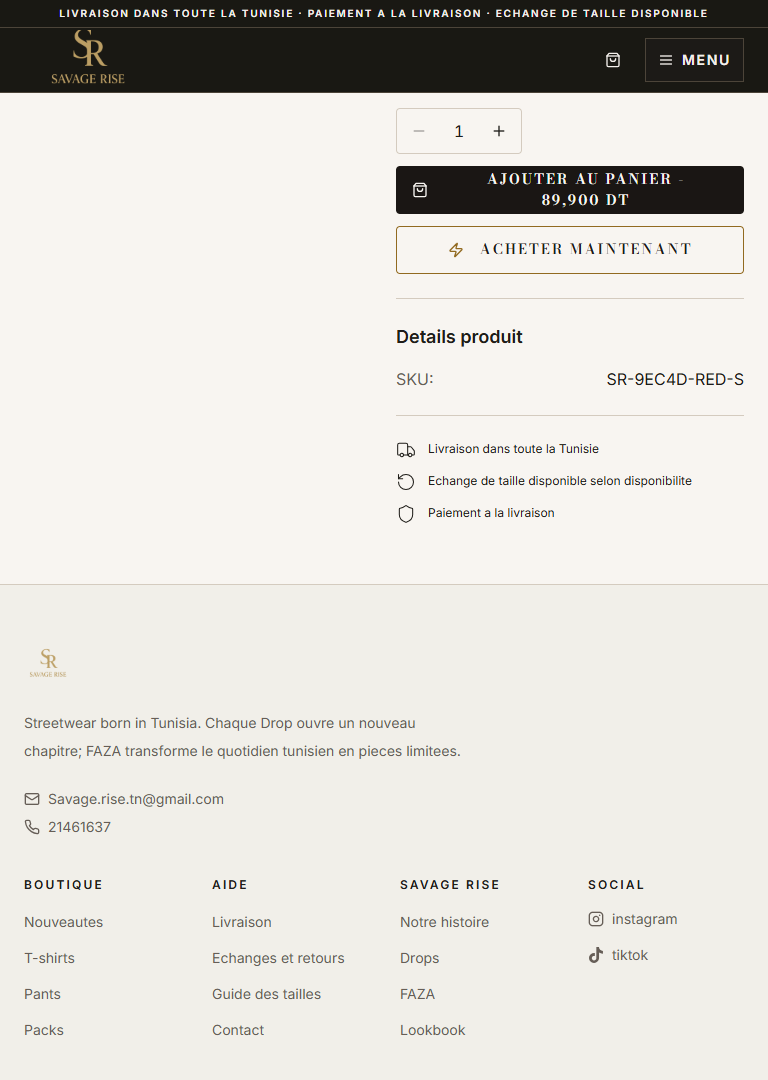 LIVRAISON DANS TOUTE LA TUNISIE · PAIEMENT A LA LIVRAISON · ECHANGE DE TAILLE DISPONIBLE
SR
SAVAGE RISE
MENU
1
AJOUTER AU PANIER -
89,900 DT
ACHETER MAINTENANT
Details produit
SKU: SR-9EC4D-RED-S
Livraison dans toute la Tunisie
Echange de taille disponible selon disponibilite
Paiement a la livraison
SR
SAVAGE RISE
Streetwear born in Tunisia. Chaque Drop ouvre un nouveau
chapitre; FAZA transforme le quotidien tunisien en pieces limitees.
Savage.rise.tn@gmail.com
21461637
BOUTIQUE
Nouveautes
T-shirts
Pants
Packs
AIDE
Livraison
Echanges et retours
Guide des tailles
Contact
SAVAGE RISE
Notre histoire
Drops
FAZA
Lookbook
SOCIAL
instagram
tiktok